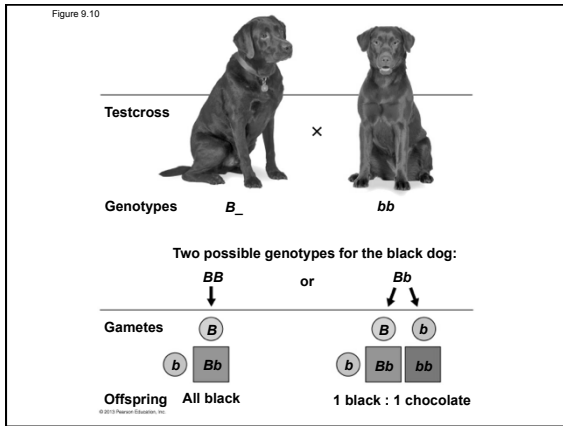 Figure 9.10
Testcross
×
Genotypes B_ bb
Two possible genotypes for the black dog:
BB or Bb
Gametes B B b
b Bb b Bb bb
Offspring All black 1 black : 1 chocolate
© 2013 Pearson Education, Inc.